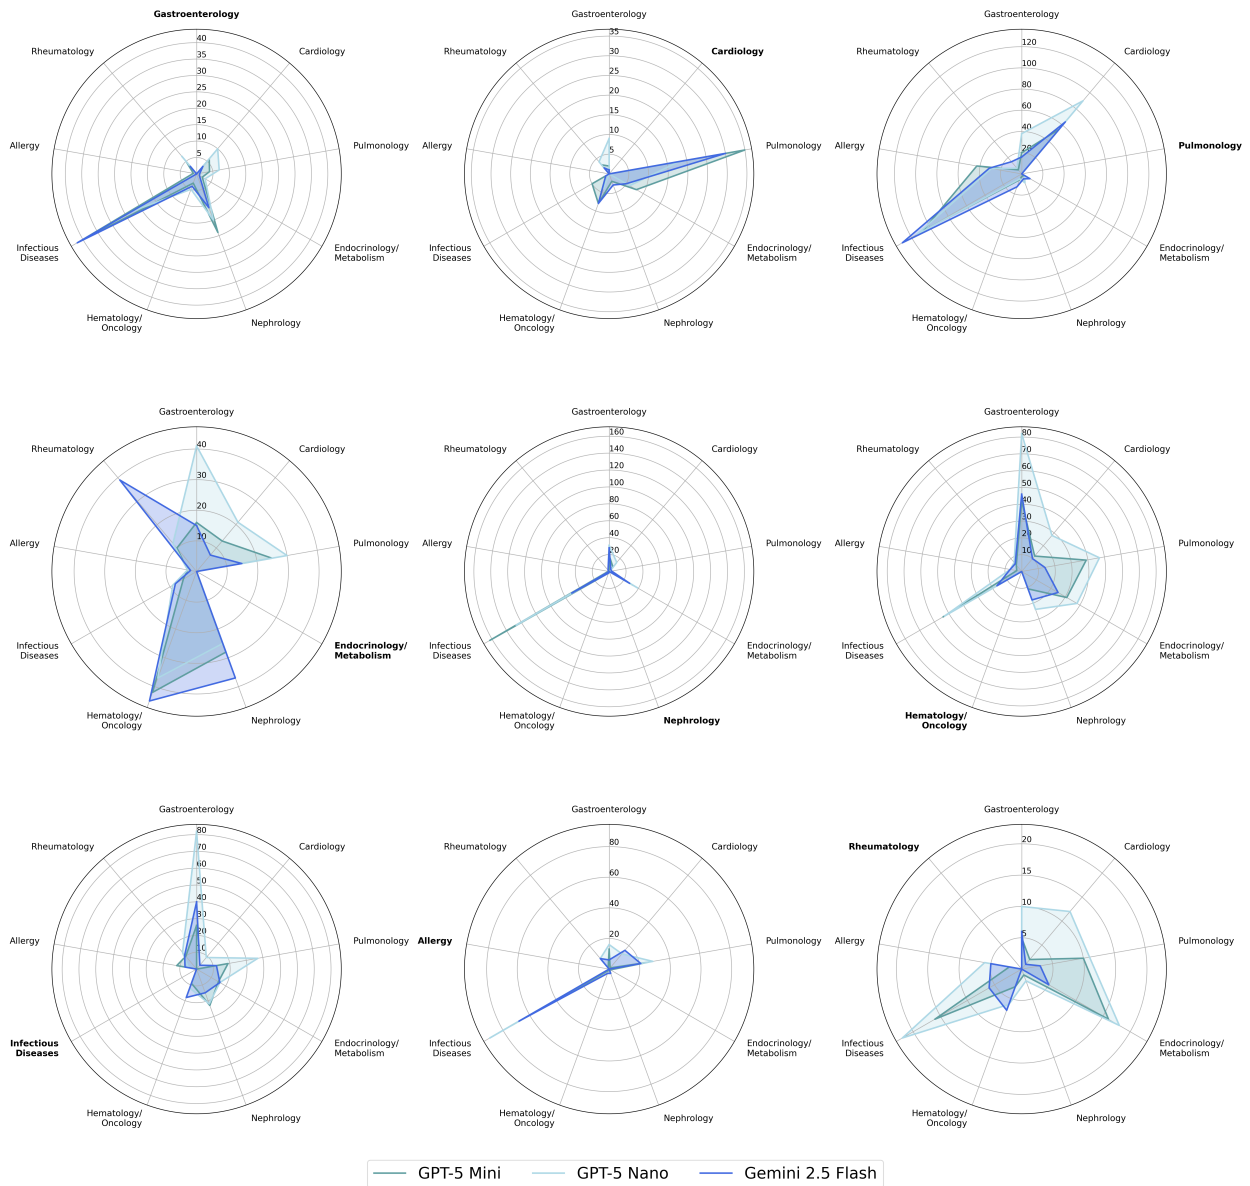 Gastroenterology
Rheumatology
Cardiology
Allergy
Pulmonology
Infectious
Diseases
Endocrinology/
Metabolism
Hematology/
Oncology
Nephrology
40
35
30
25
20
15
10
5
Gastroenterology
Rheumatology
Cardiology
Allergy
Pulmonology
Infectious
Diseases
Endocrinology/
Metabolism
Hematology/
Oncology
Nephrology
35
30
25
20
15
10
5
Gastroenterology
Rheumatology
Cardiology
Allergy
Pulmonology
Infectious
Diseases
Endocrinology/
Metabolism
Hematology/
Oncology
Nephrology
120
100
80
60
40
20
Gastroenterology
Rheumatology
Cardiology
Allergy
Pulmonology
Infectious
Diseases
Endocrinology/
Metabolism
Hematology/
Oncology
Nephrology
40
30
20
10
Gastroenterology
Rheumatology
Cardiology
Allergy
Pulmonology
Infectious
Diseases
Endocrinology/
Metabolism
Hematology/
Oncology
Nephrology
160
140
120
100
80
60
40
20
Gastroenterology
Rheumatology
Cardiology
Allergy
Pulmonology
Infectious
Diseases
Endocrinology/
Metabolism
Hematology/
Oncology
Nephrology
80
70
60
50
40
30
20
10
Gastroenterology
Rheumatology
Cardiology
Allergy
Pulmonology
Infectious
Diseases
Endocrinology/
Metabolism
Hematology/
Oncology
Nephrology
80
70
60
50
40
30
20
10
Gastroenterology
Rheumatology
Cardiology
Allergy
Pulmonology
Infectious
Diseases
Endocrinology/
Metabolism
Hematology/
Oncology
Nephrology
80
60
40
20
Gastroenterology
Rheumatology
Cardiology
Allergy
Pulmonology
Infectious
Diseases
Endocrinology/
Metabolism
Hematology/
Oncology
Nephrology
20
15
10
5
GPT-5 Mini
GPT-5 Nano
Gemini 2.5 Flash